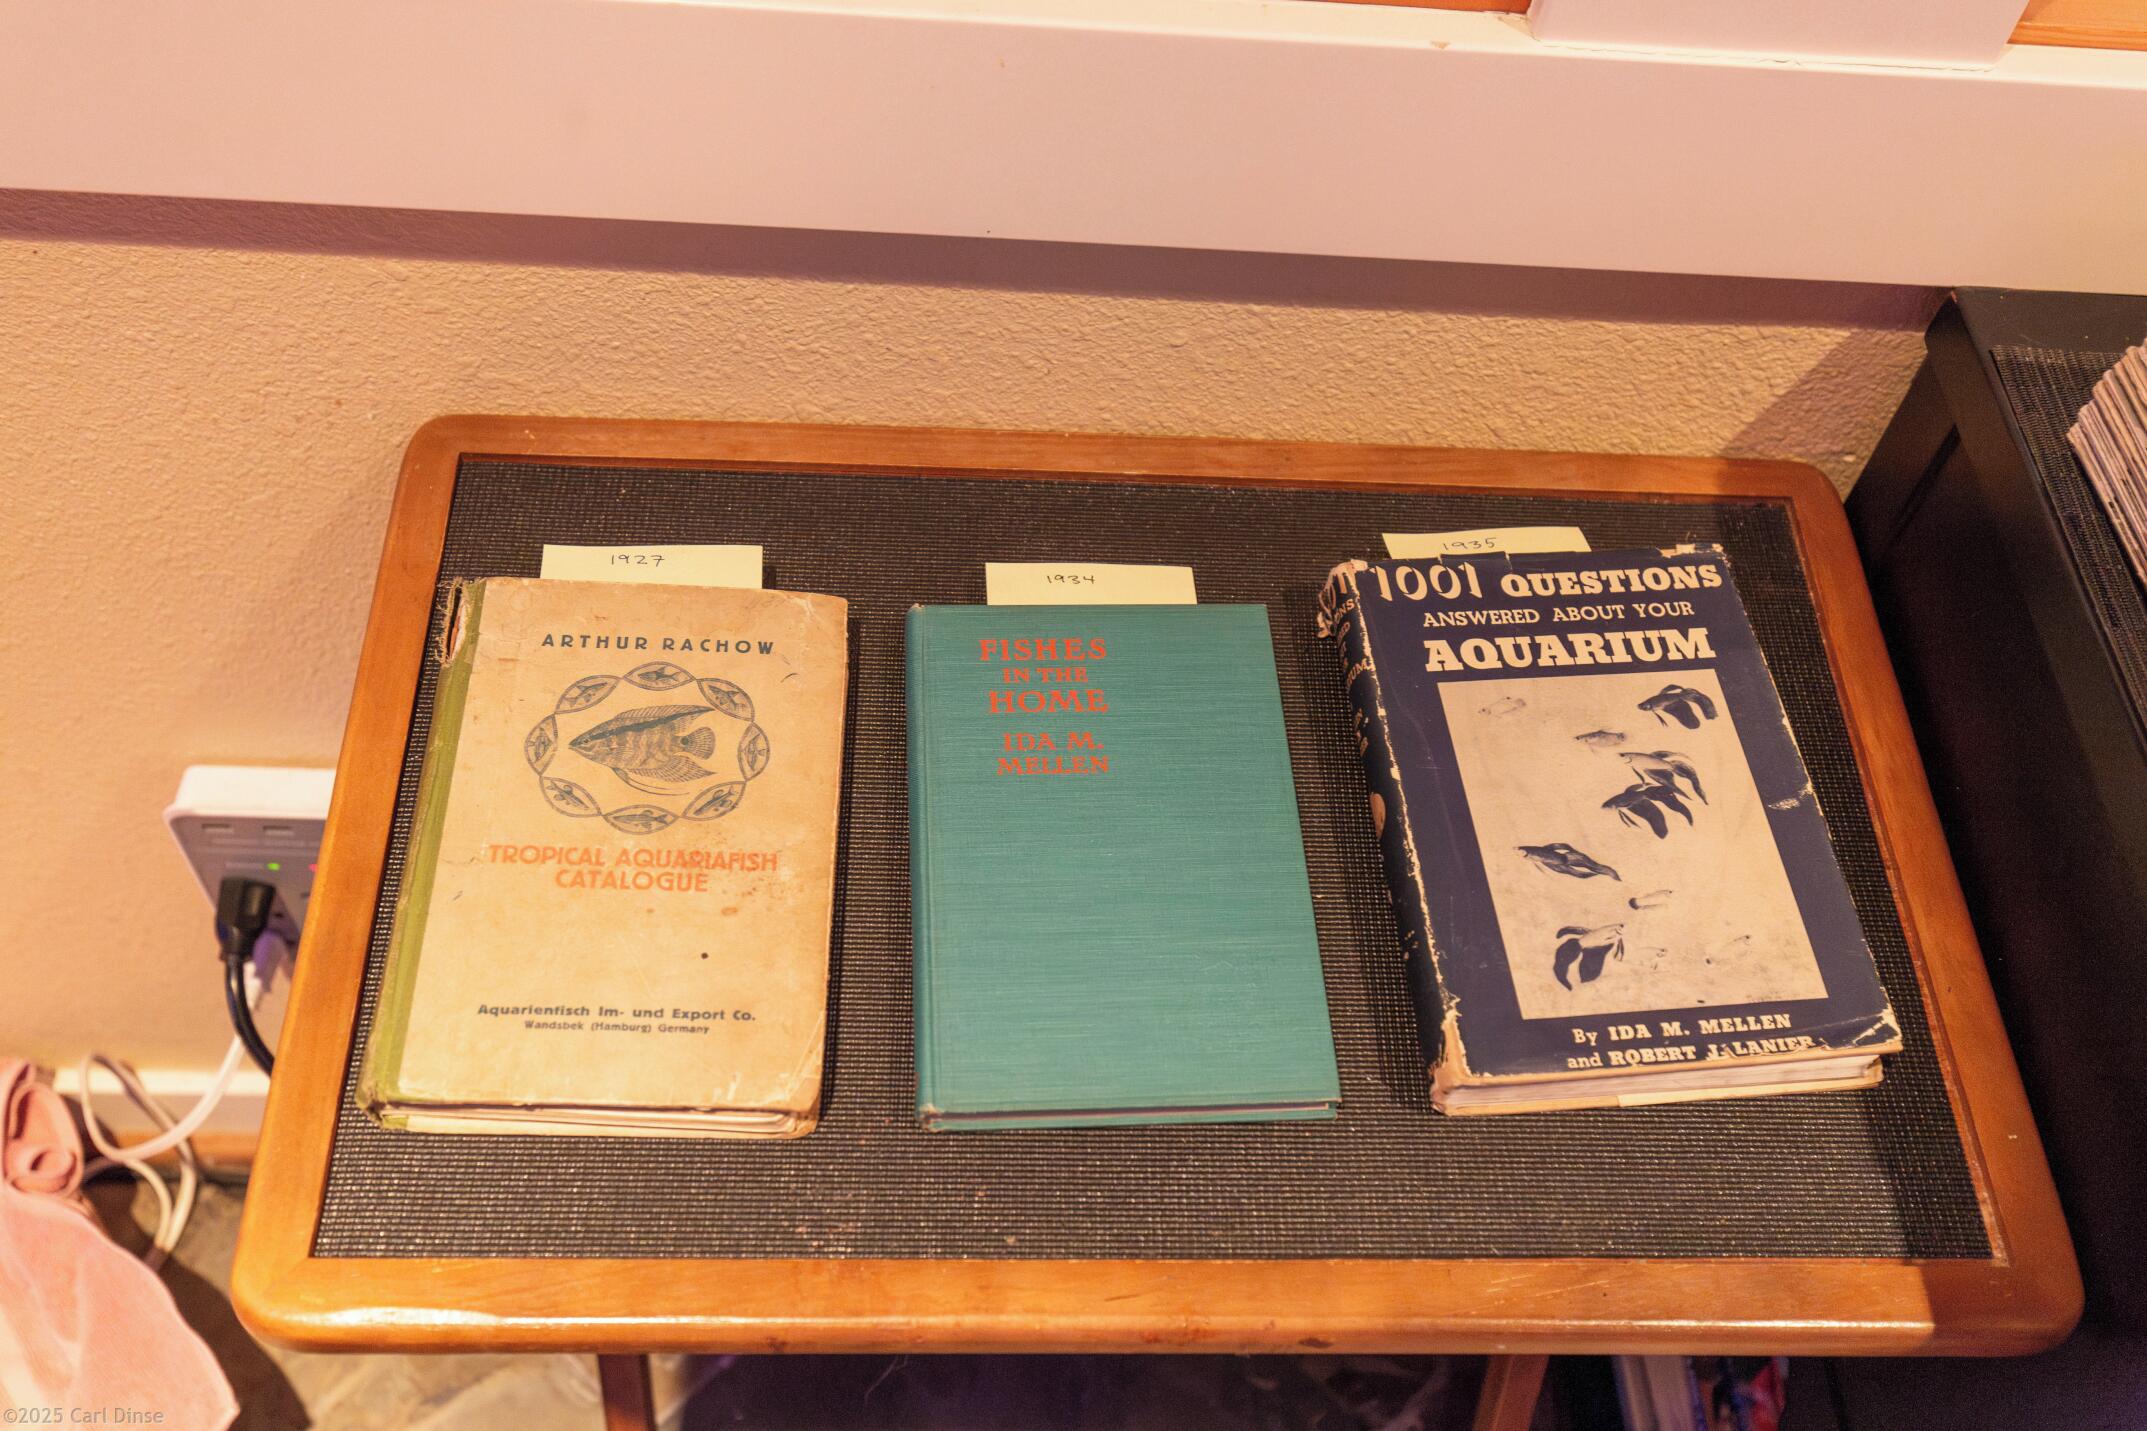 1927
ARTHUR RACHOW
TROPICAL AQUARIAFISH
CATALOGUE
Aquarienfisch Im- und Export Co.
Wandsbek (Hamburg) Germany
1934
FISHES
IN THE
HOME
IDA M.
MELLEN
1935
1001 QUESTIONS
ANSWERED ABOUT YOUR
AQUARIUM
By IDA M. MELLEN
and ROBERT J. LANIER
©2025 Carl Dinse